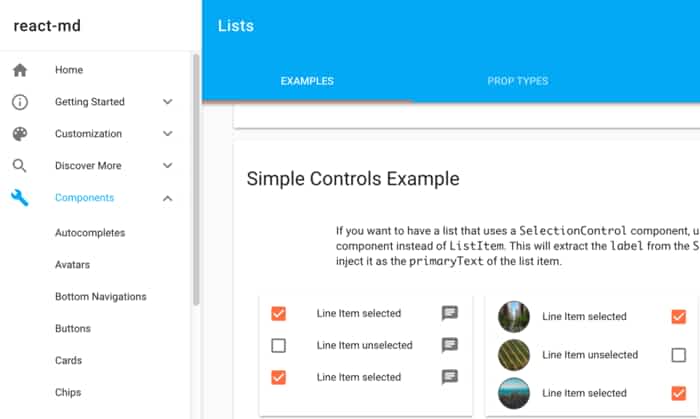 react-md
Lists
Home
Getting Started
Customization
Discover More
Components
Autocompletes
Avatars
Bottom Navigations
Buttons
Cards
Chips
EXAMPLES
PROP TYPES
Simple Controls Example
If you want to have a list that uses a SelectionControl component, u
component instead of ListItem. This will extract the label from the S
inject it as the primaryText of the list item.
Line Item selected
Line Item unselected
Line Item selected
Line Item selected
Line Item unselected
Line Item selected